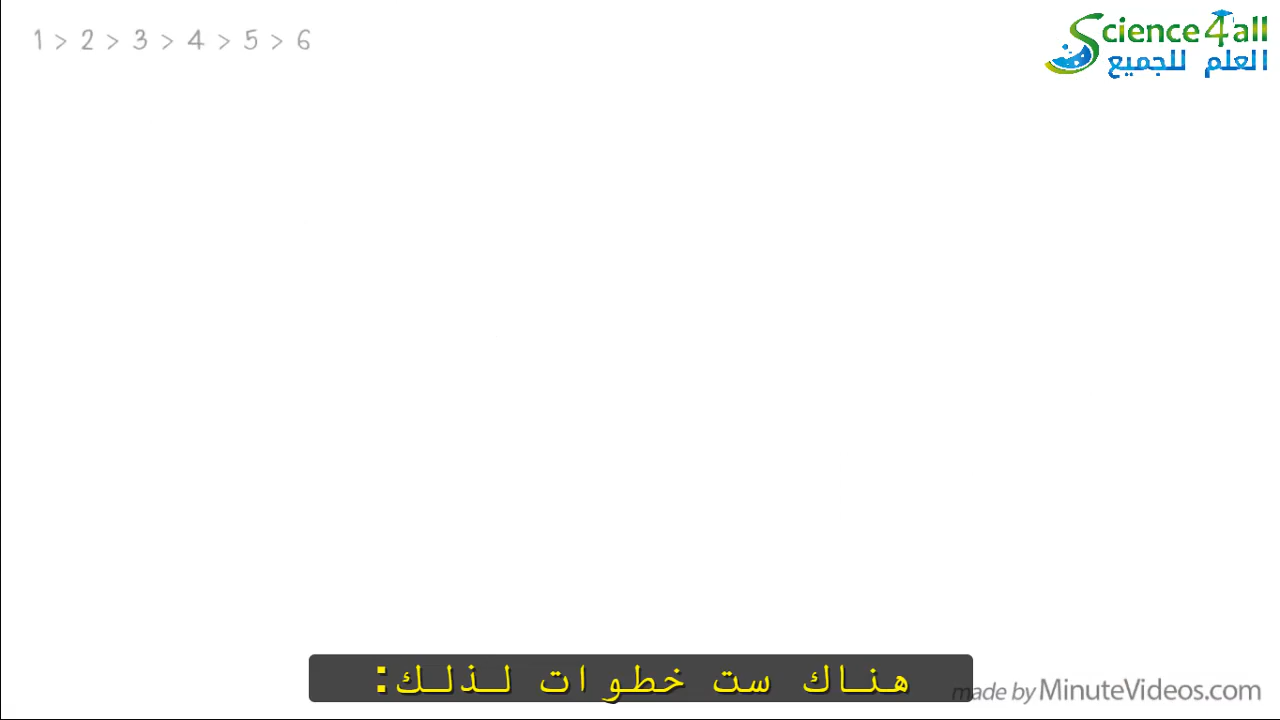 1 > 2 > 3 > 4 > 5 > 6
Science4all
العلم للجميع
هناك ست خطوات لذلك:
made by MinuteVideos.com